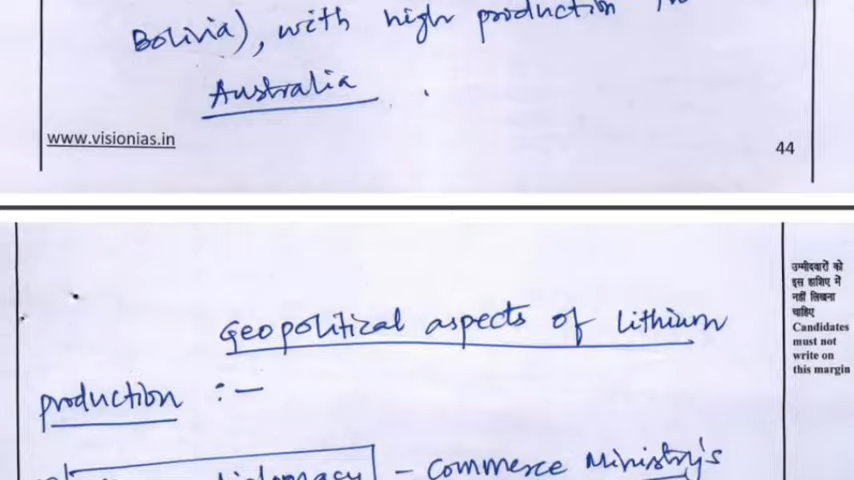 Bolivia), with high production
Australia .
www.visionias.in
44
उम्मीदवारों को
इस हाशिए में
नहीं लिखना
चाहिए
Candidates
must not
write on
this margin
Geopolitical aspects of Lithium
production :-
diplomacy - Commerce Ministry's